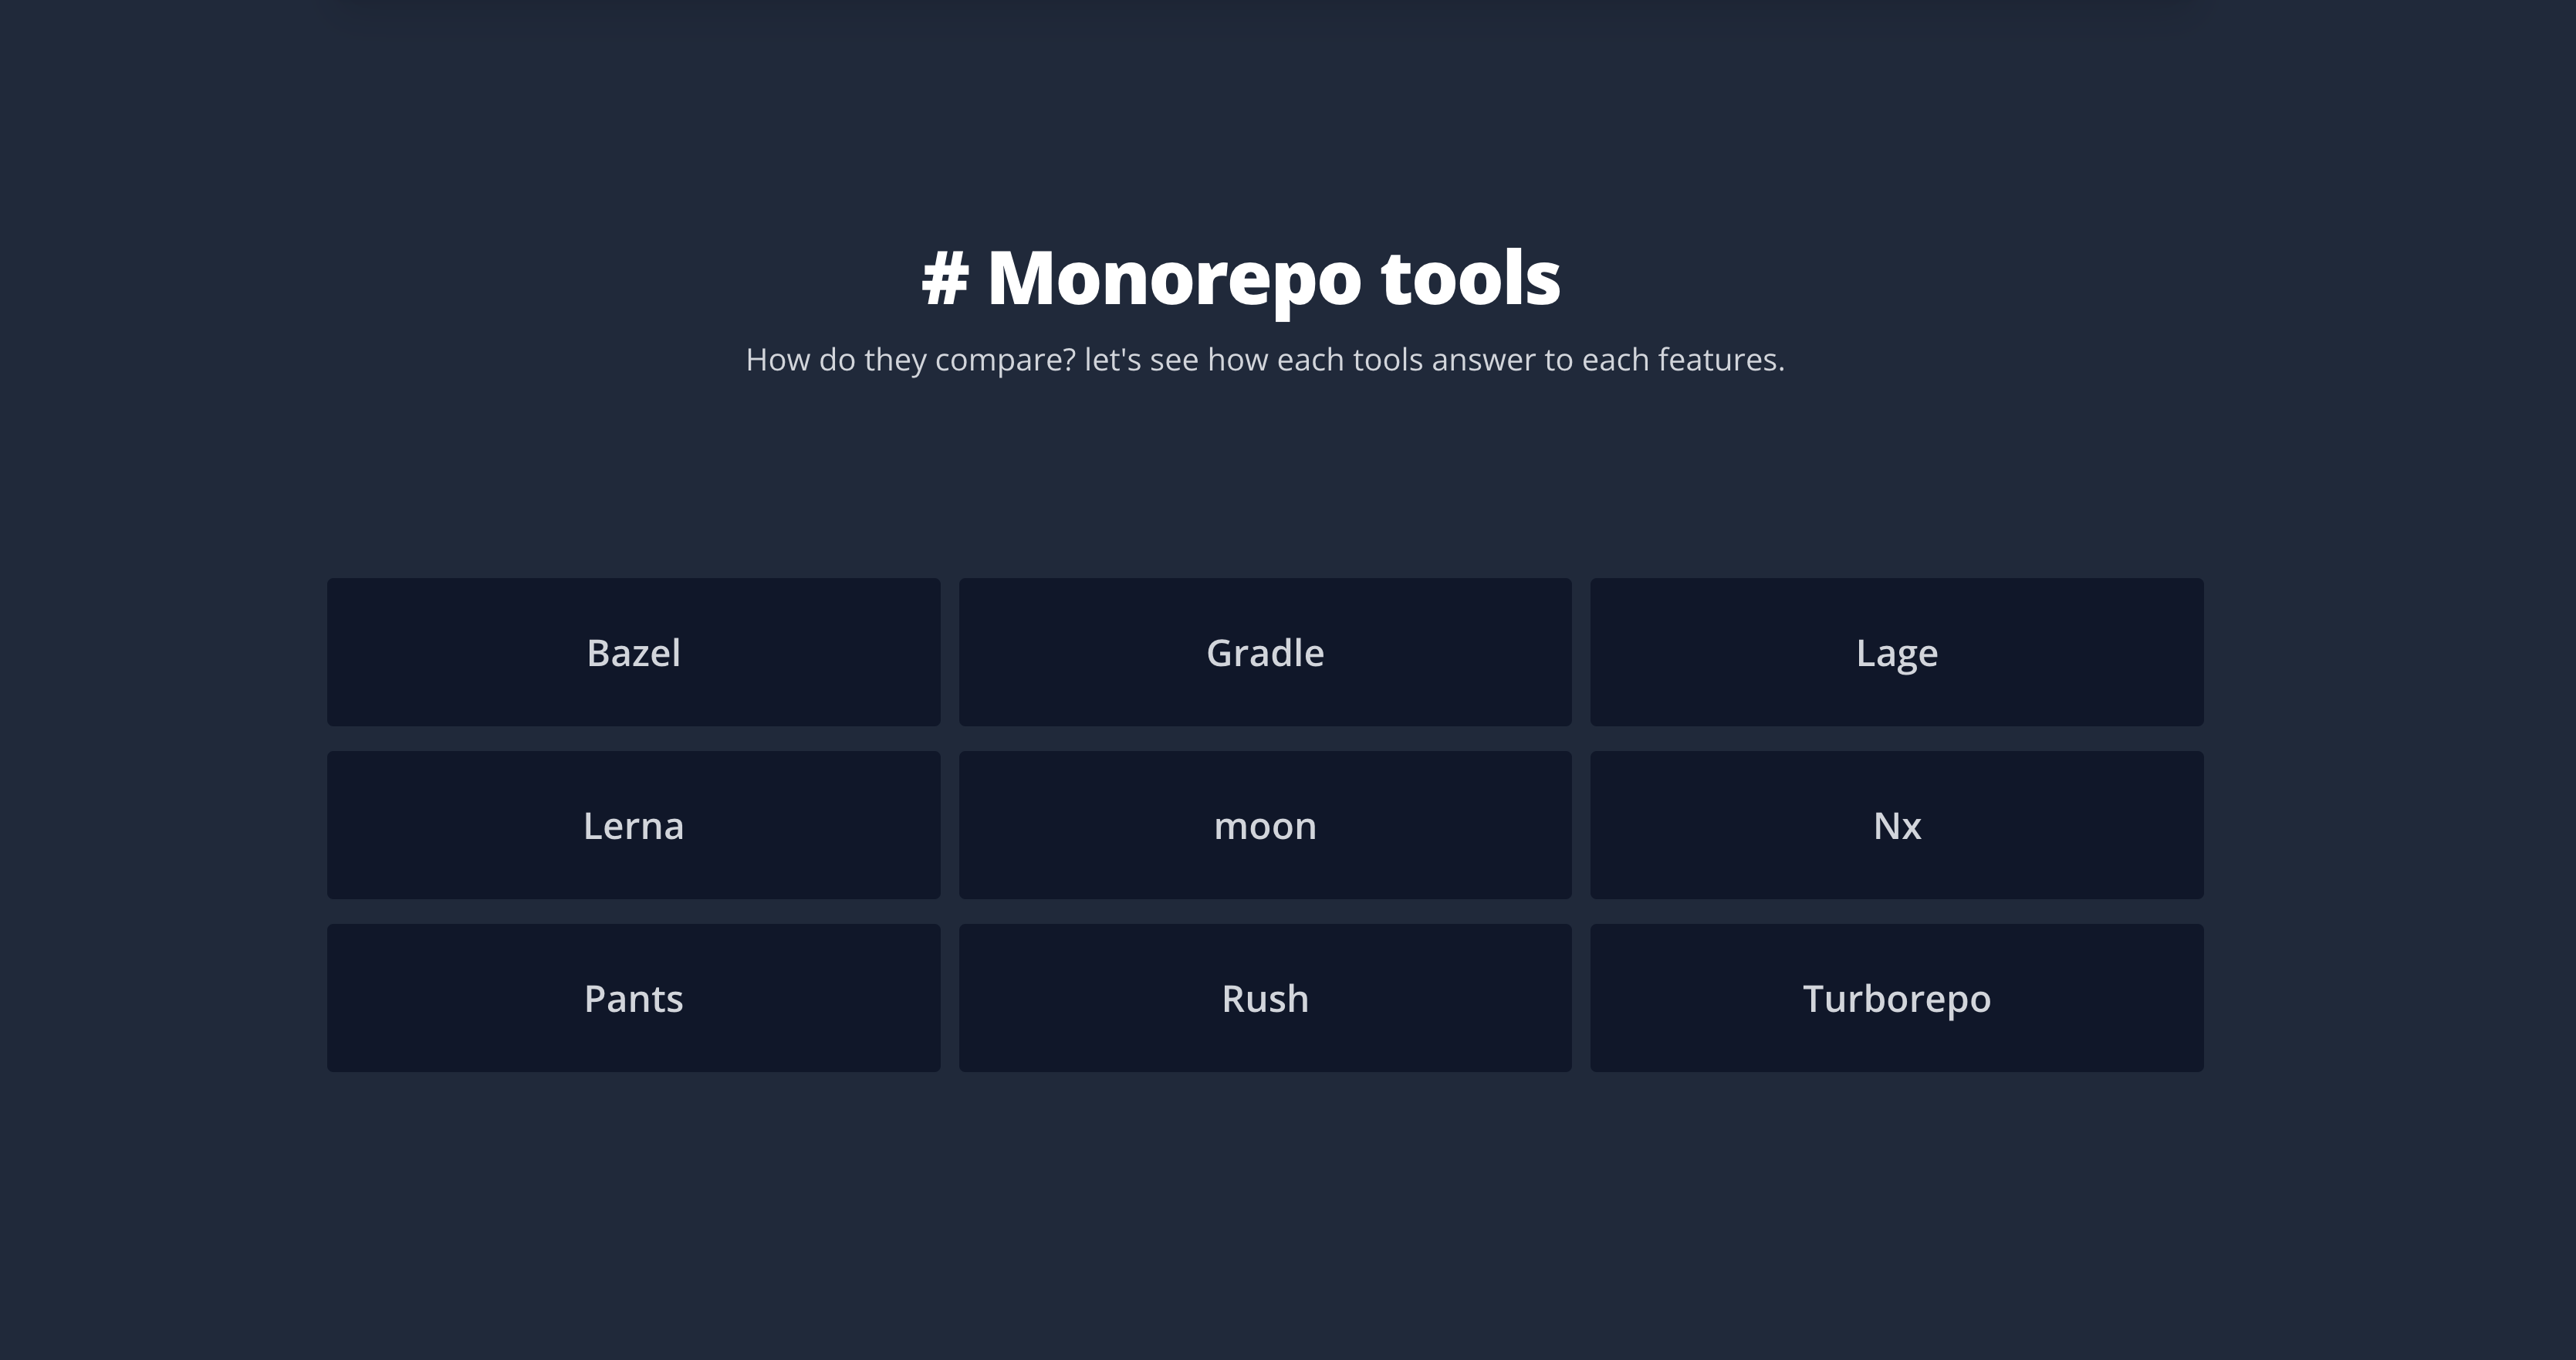 # Monorepo tools
How do they compare? let's see how each tools answer to each features.
Bazel
Gradle
Lage
Lerna
moon
Nx
Pants
Rush
Turborepo